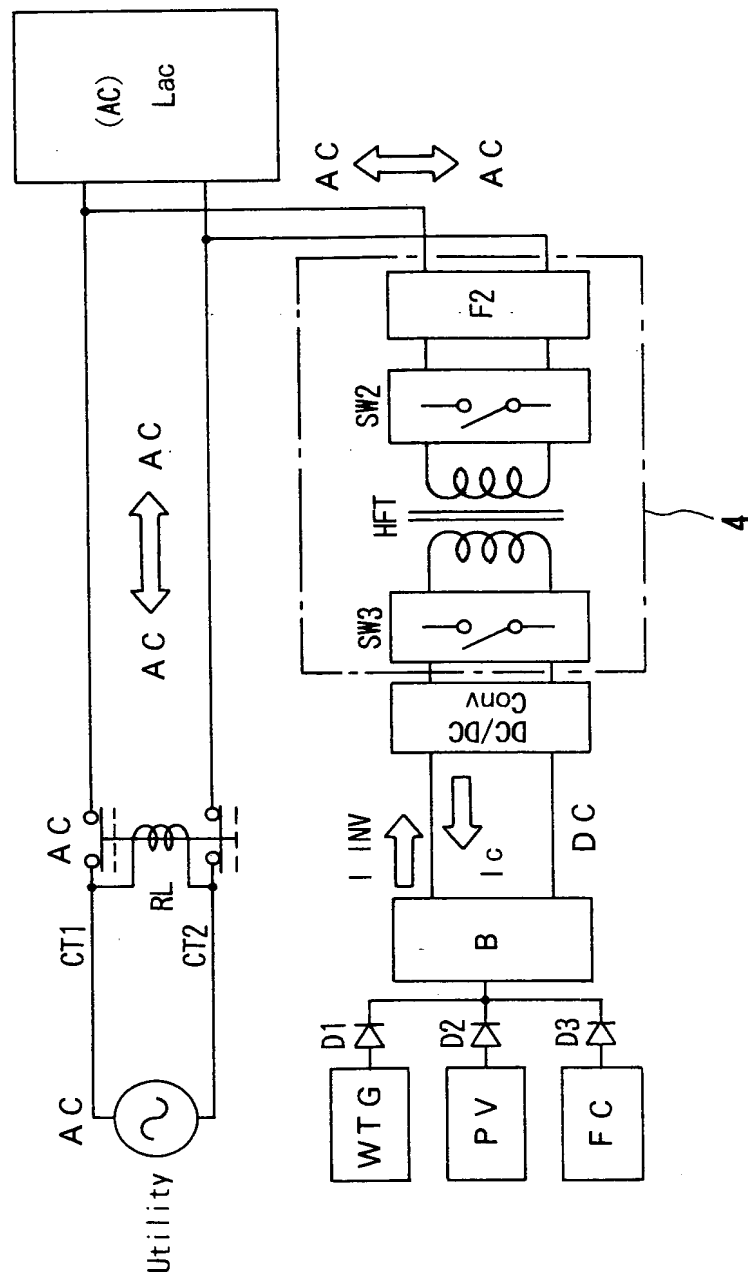 Utility
AC
CT1
CT2
RL
AC
AC
AC
(AC)
Lac
AC
AC
WTG
PV
FC
D1
D2
D3
B
I INV
Ic
DC
DC/DC
Conv
SW3
HFT
SW2
F2
4